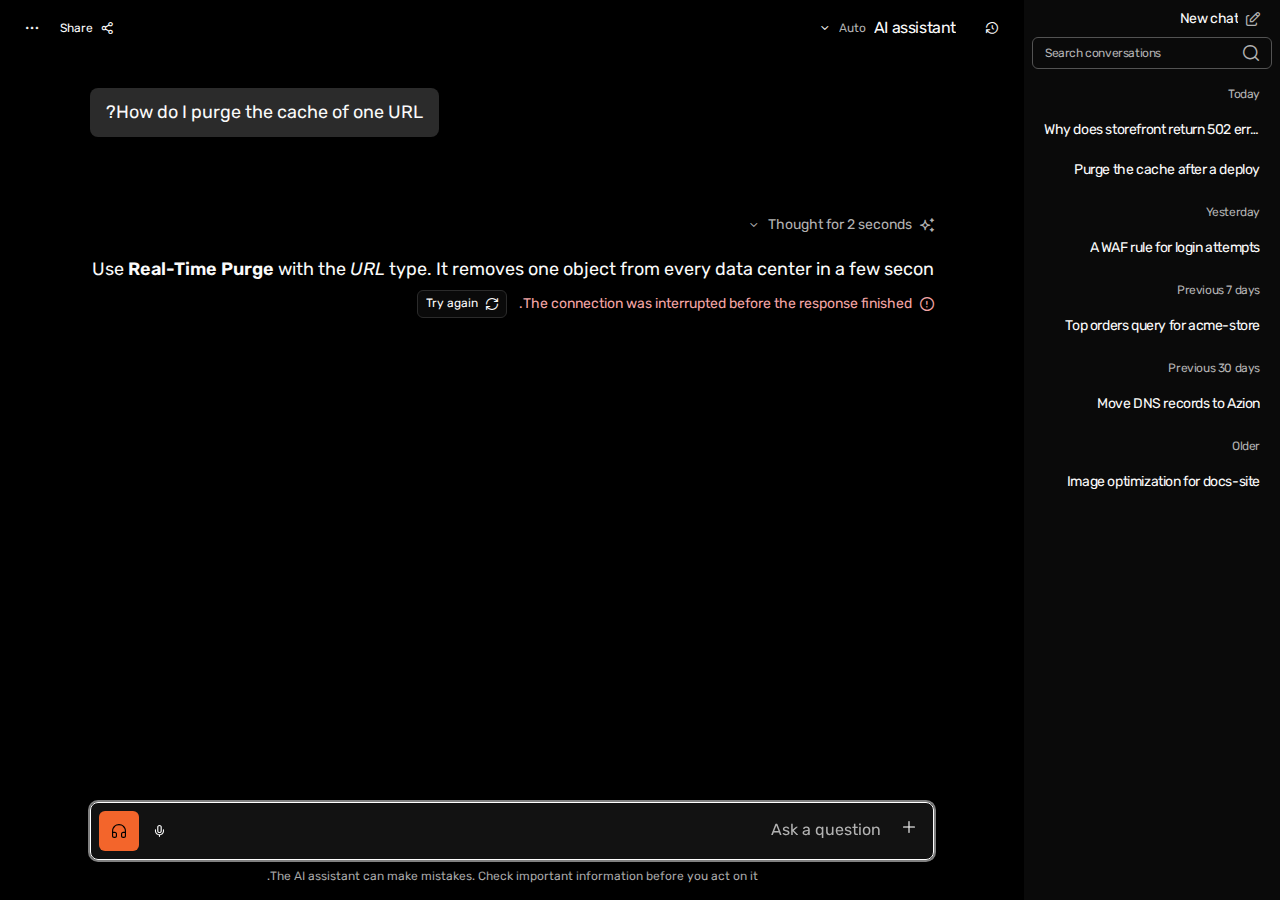 New chat
Search conversations
Today
Why does storefront return 502 err...
Purge the cache after a deploy
Yesterday
A WAF rule for login attempts
Previous 7 days
Top orders query for acme-store
Previous 30 days
Move DNS records to Azion
Older
Image optimization for docs-site
AI assistant Auto
Share
?How do I purge the cache of one URL
Thought for 2 seconds
Use Real-Time Purge with the URL type. It removes one object from every data center in a few secon
.The connection was interrupted before the response finished
Try again
Ask a question
.The AI assistant can make mistakes. Check important information before you act on it